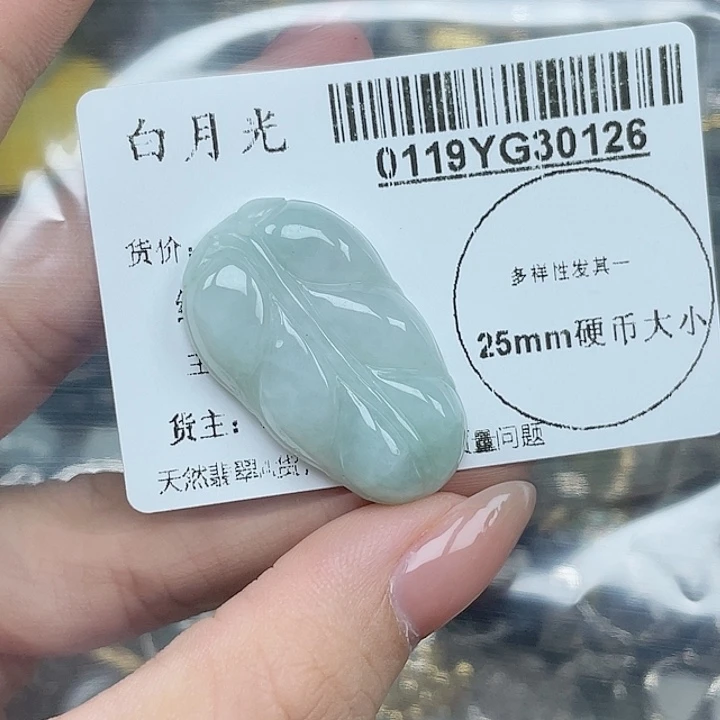 白月光
0119YG30126
货价：
多样性发其一
25mm硬币大小
货主：
量问题
天然翡翠